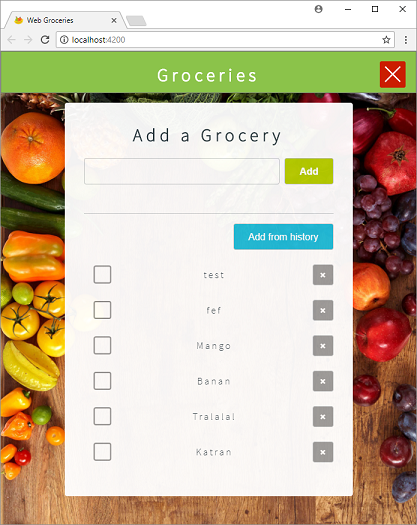 Web Groceries
localhost:4200
Groceries
Add a Grocery
Add
Add from history
test
fef
Mango
Banan
Tralalal
Katran